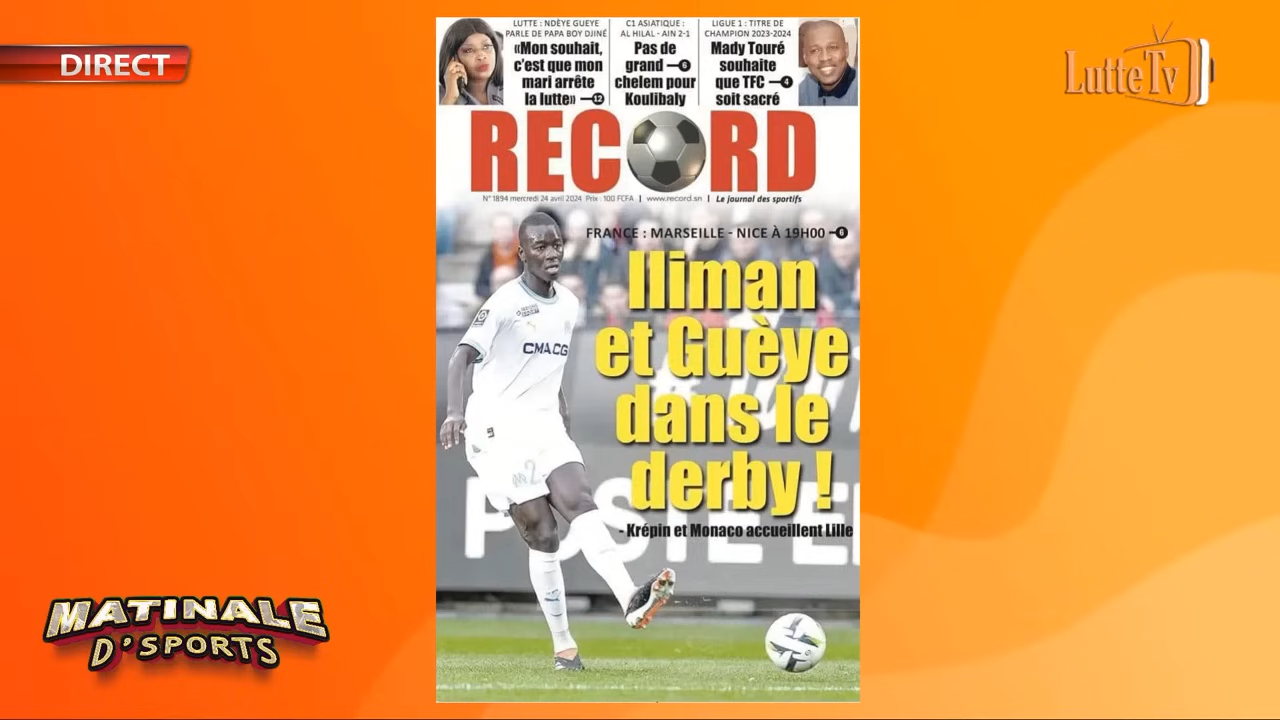 DIRECT
Lutte Tv
LUTTE : NDÈYE GUEYE
PARLE DE PAPA BOY DJINÉ
«Mon souhait,
c'est que mon
mari arrête
la lutte» 12
C1 ASIATIQUE :
AL HILAL - AIN 2-1
Pas de
grand 6
chelem pour
Koulibaly
LIGUE 1 : TITRE DE
CHAMPION 2023-2024
Mady Touré
souhaite
que TFC 4
soit sacré
RECORD
N° 1894 mercredi 24 avril 2024 Prix : 100 FCFA | www.record.sn | Le journal des sportifs
FRANCE : MARSEILLE - NICE À 19H00 6
Iliman
et Guèye
dans le
derby !
- Krépin et Monaco accueillent Lille
CMA CG
MATINALE
D'SPORTS